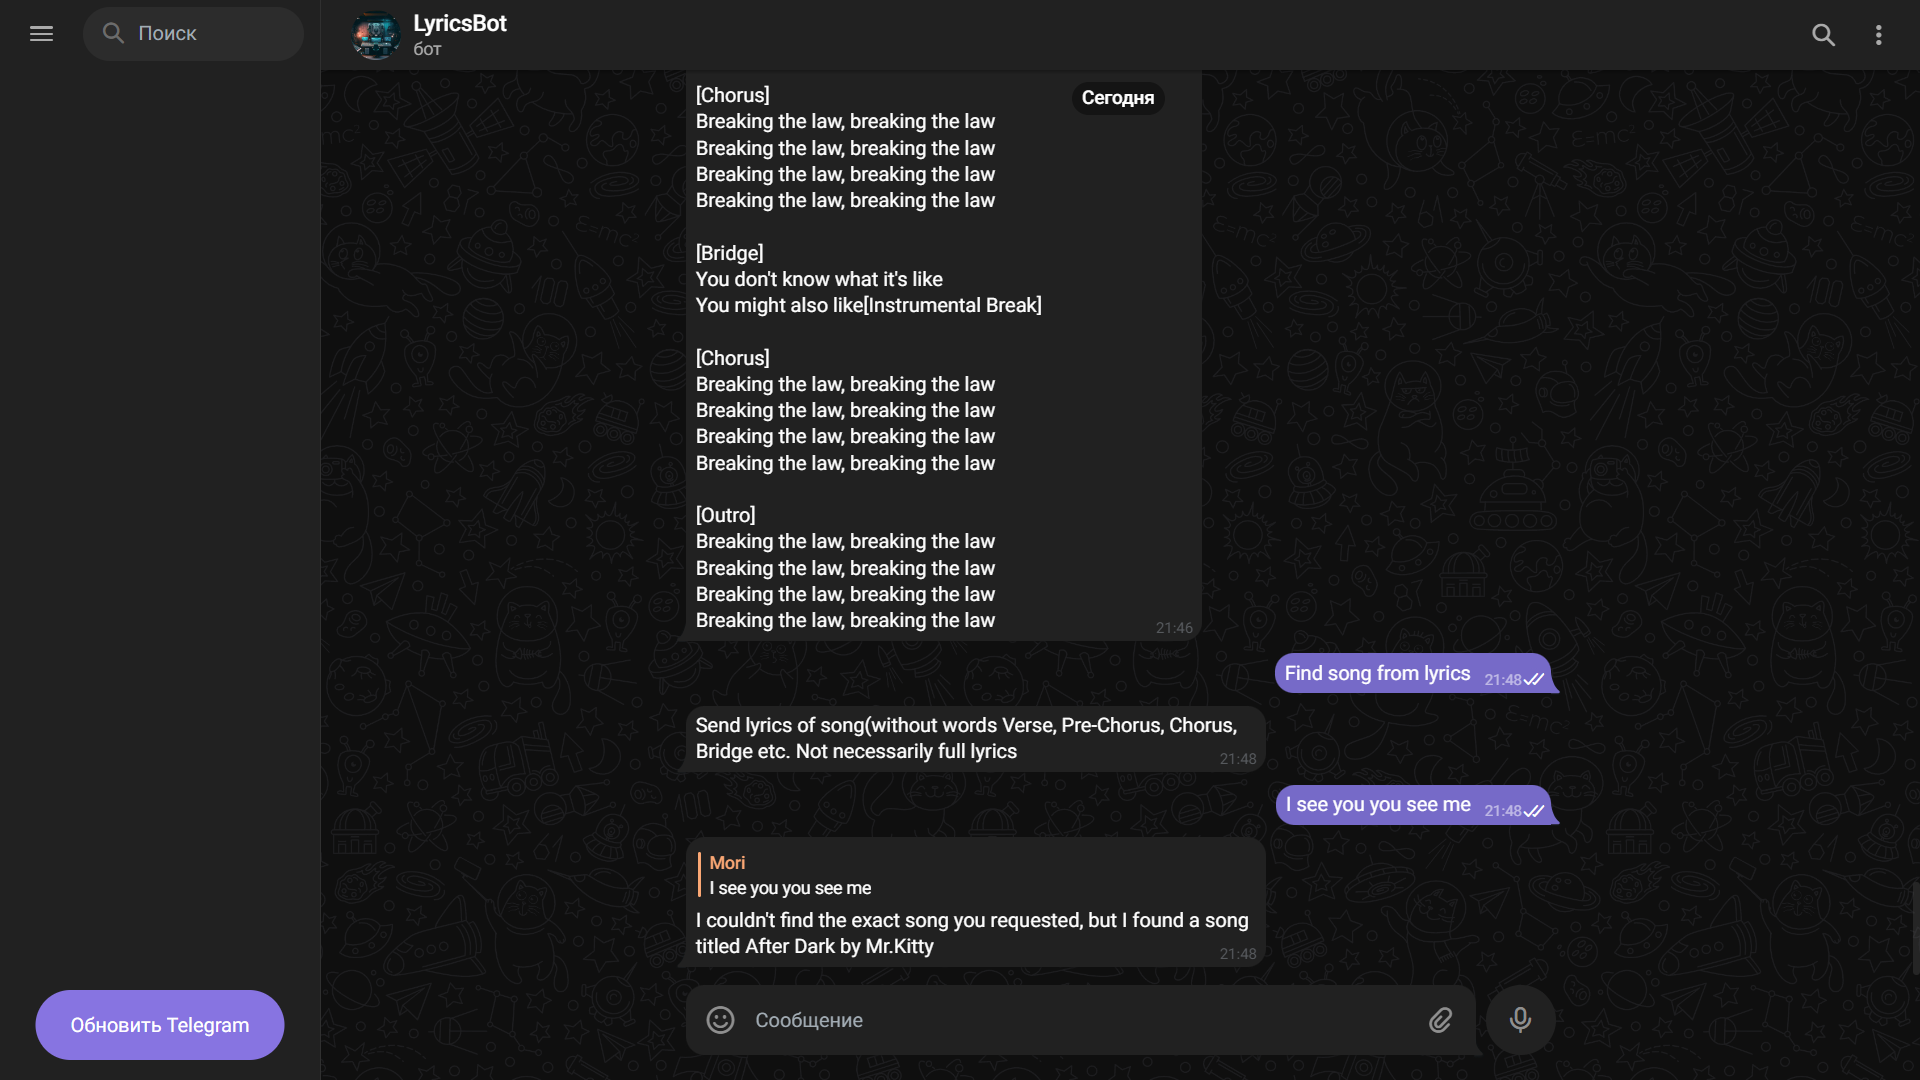 Поиск
LyricsBot
бот
Сегодня
[Chorus]
Breaking the law, breaking the law
Breaking the law, breaking the law
Breaking the law, breaking the law
Breaking the law, breaking the law
[Bridge]
You don't know what it's like
You might also like[Instrumental Break]
[Chorus]
Breaking the law, breaking the law
Breaking the law, breaking the law
Breaking the law, breaking the law
Breaking the law, breaking the law
[Outro]
Breaking the law, breaking the law
Breaking the law, breaking the law
Breaking the law, breaking the law
Breaking the law, breaking the law
21:46
Find song from lyrics 21:48
Send lyrics of song(without words Verse, Pre-Chorus, Chorus,
Bridge etc. Not necessarily full lyrics 21:48
I see you you see me 21:48
Mori
I see you you see me
I couldn't find the exact song you requested, but I found a song
titled After Dark by Mr.Kitty 21:48
Сообщение
Обновить Telegram